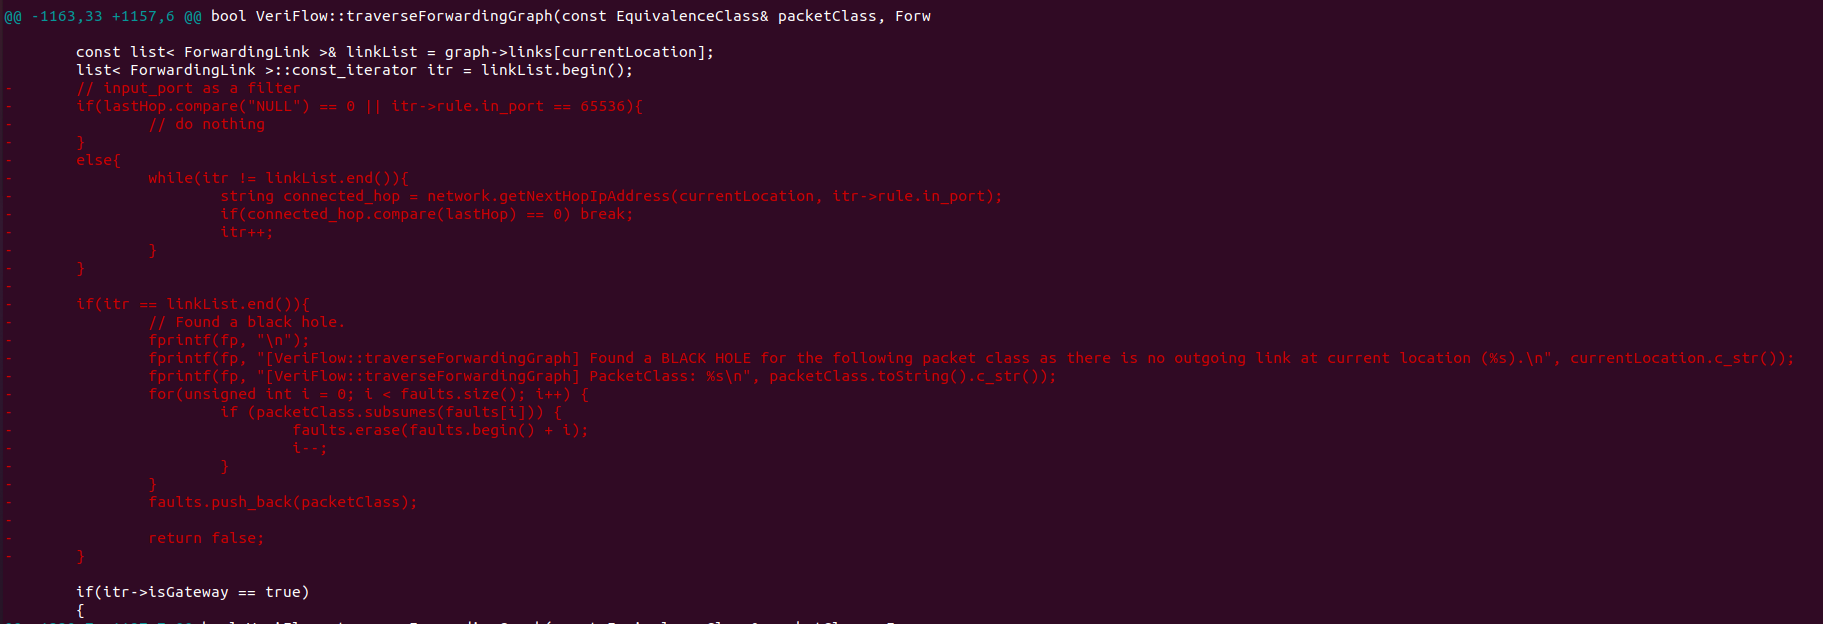 @@ -1163,33 +1157,6 @@ bool VeriFlow::traverseForwardingGraph(const EquivalenceClass& packetClass, Forw
        const list< ForwardingLink >& linkList = graph->links[currentLocation];
        list< ForwardingLink >::const_iterator itr = linkList.begin();
-       // input_port as a filter
-       if(lastHop.compare("NULL") == 0 || itr->rule.in_port == 65536){
-               // do nothing
-       }
-       else{
-               while(itr != linkList.end()){
-                       string connected_hop = network.getNextHopIpAddress(currentLocation, itr->rule.in_port);
-                       if(connected_hop.compare(lastHop) == 0) break;
-                       itr++;
-               }
-       }
-
-       if(itr == linkList.end()){
-               // Found a black hole.
-               fprintf(fp, "\n");
-               fprintf(fp, "[VeriFlow::traverseForwardingGraph] Found a BLACK HOLE for the following packet class as there is no outgoing link at current location (%s).\n", currentLocation.c_str());
-               fprintf(fp, "[VeriFlow::traverseForwardingGraph] PacketClass: %s\n", packetClass.toString().c_str());
-               for(unsigned int i = 0; i < faults.size(); i++) {
-                       if (packetClass.subsumes(faults[i])) {
-                               faults.erase(faults.begin() + i);
-                               i--;
-                       }
-               }
-               faults.push_back(packetClass);
-
-               return false;
-       }
        if(itr->isGateway == true)
        {